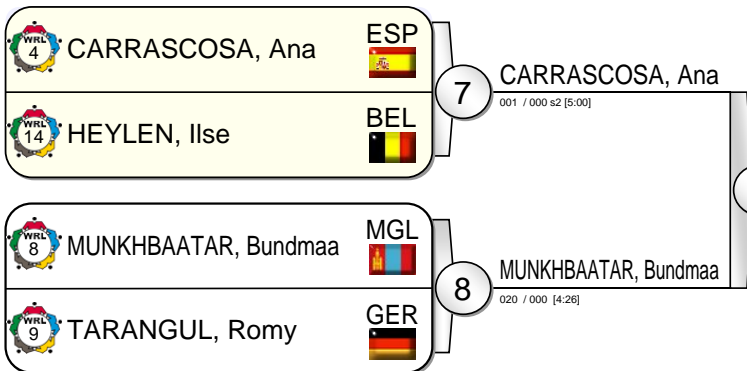 WRL 4 CARRASCOSA, Ana ESP
WRL 14 HEYLEN, Ilse BEL
7
CARRASCOSA, Ana
001 / 000 s2 [5:00]
WRL 8 MUNKHBAATAR, Bundmaa MGL
WRL 9 TARANGUL, Romy GER
8
MUNKHBAATAR, Bundmaa
020 / 000 [4:26]